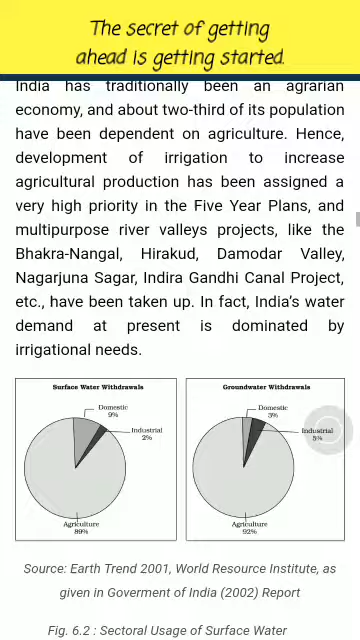 The secret of getting
ahead is getting started.
India has traditionally been an agrarian
economy, and about two-third of its population
have been dependent on agriculture. Hence,
development of irrigation to increase
agricultural production has been assigned a
very high priority in the Five Year Plans, and
multipurpose river valleys projects, like the
Bhakra-Nangal, Hirakud, Damodar Valley,
Nagarjuna Sagar, Indira Gandhi Canal Project,
etc., have been taken up. In fact, India's water
demand at present is dominated by
irrigational needs.
Surface Water Withdrawals
Domestic
9%
Industrial
2%
Agriculture
89%
Groundwater Withdrawals
Domestic
3%
Industrial
5%
Agriculture
92%
Source: Earth Trend 2001, World Resource Institute, as
given in Goverment of India (2002) Report
Fig. 6.2 : Sectoral Usage of Surface Water